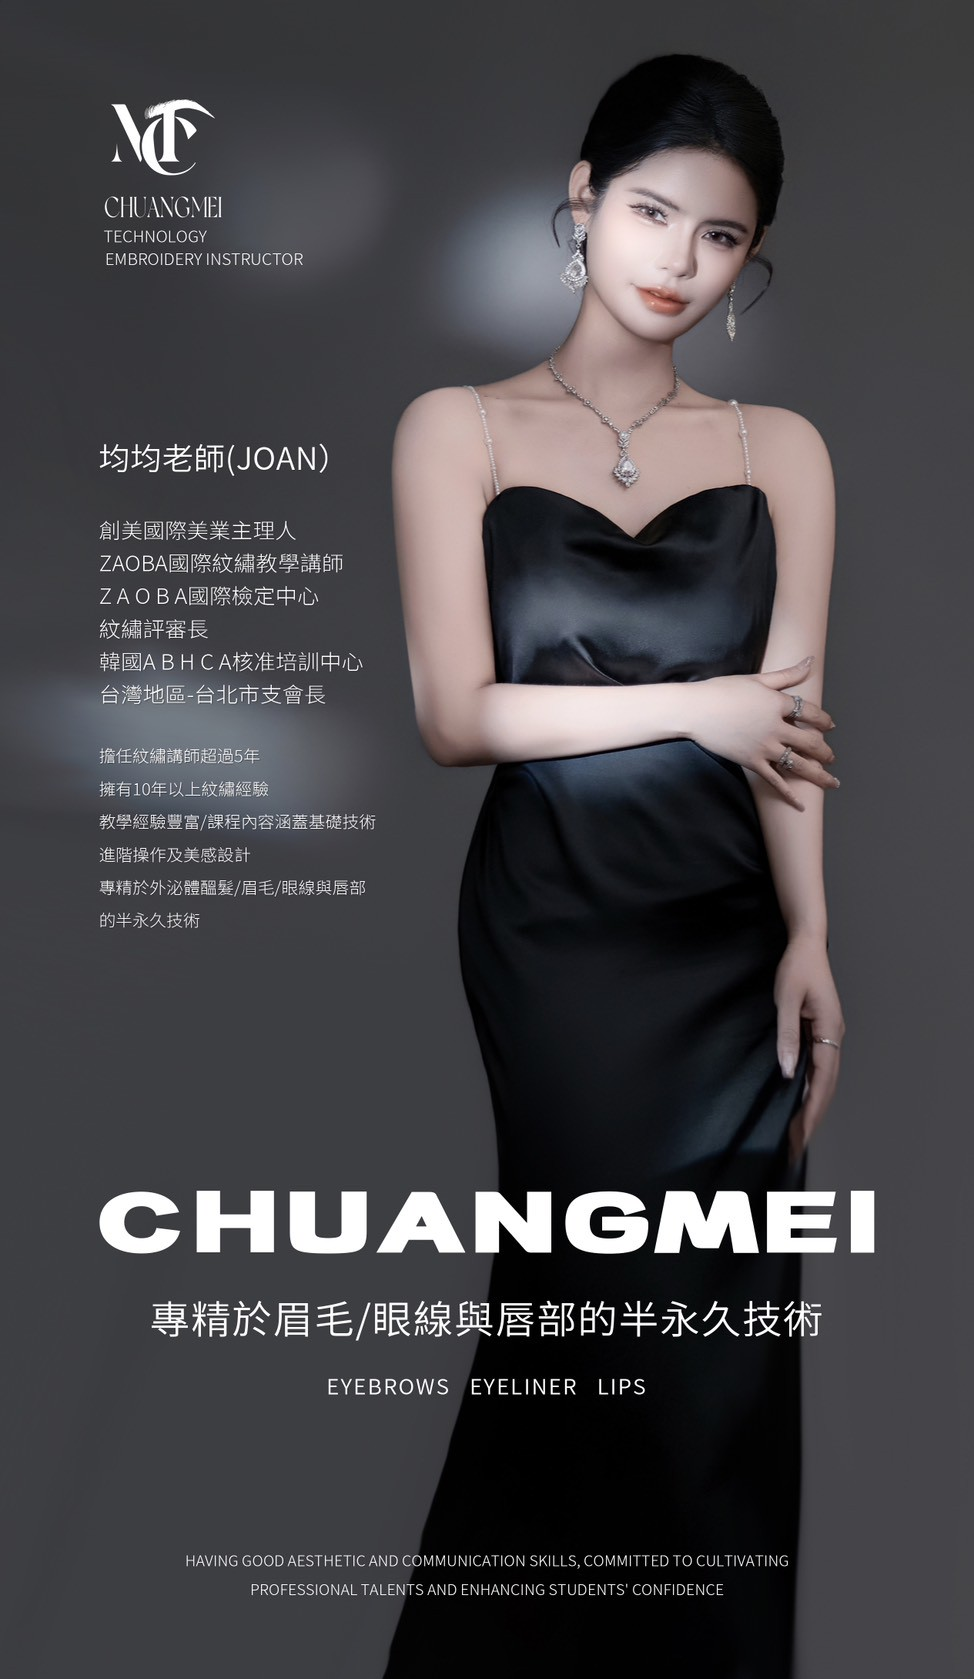 CHUANGMEI
TECHNOLOGY
EMBROIDERY INSTRUCTOR
均均老師(JOAN）
創美國際美業主理人
ZAOBA國際紋繡教學講師
ZAOBA國際檢定中心
紋繡評審長
韓國ABHCA核准培訓中心
台灣地區-台北市支會長
擔任紋繡講師超過5年
擁有10年以上紋繡經驗
教學經驗豐富/課程內容涵蓋基礎技術
進階操作及美感設計
專精於外泌體醞髮/眉毛/眼線與唇部
的半永久技術
CHUANGMEI
專精於眉毛/眼線與唇部的半永久技術
EYEBROWS EYELINER LIPS
HAVING GOOD AESTHETIC AND COMMUNICATION SKILLS, COMMITTED TO CULTIVATING
PROFESSIONAL TALENTS AND ENHANCING STUDENTS' CONFIDENCE